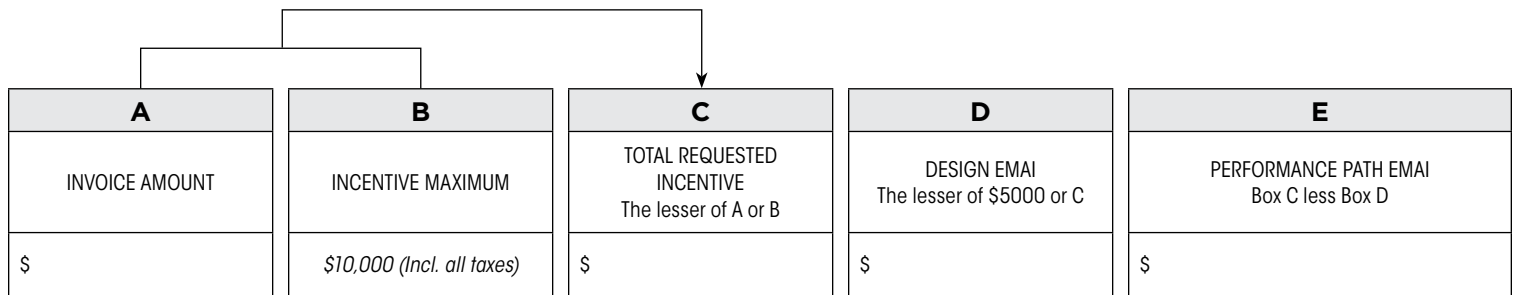 A
B
C
D
E
INVOICE AMOUNT
INCENTIVE MAXIMUM
TOTAL REQUESTED
INCENTIVE
The lesser of A or B
DESIGN EMAI
The lesser of $5000 or C
PERFORMANCE PATH EMAI
Box C less Box D
$
$10,000 (Incl. all taxes)
$
$
$